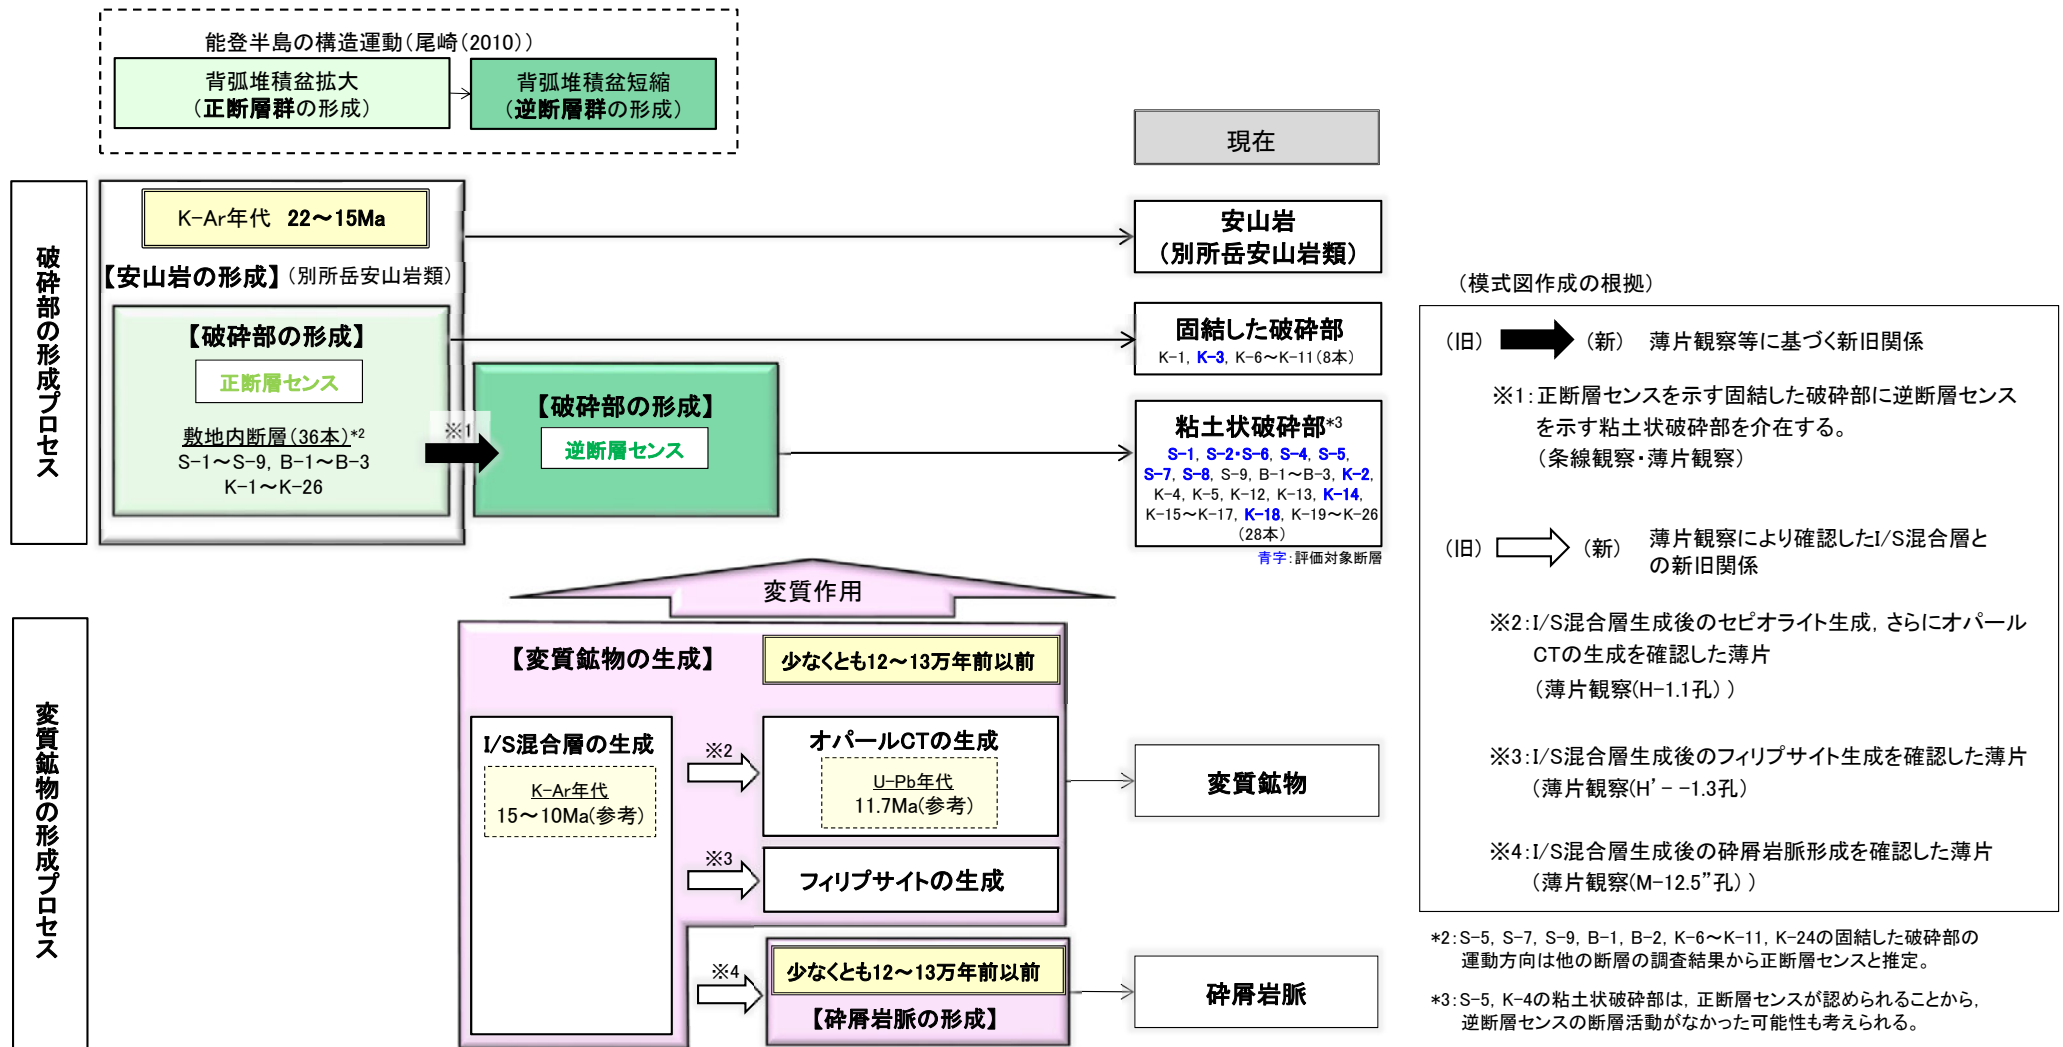 能登半島の構造運動(尾崎(2010))
背弧堆積盆拡大
(正断層群の形成)
背弧堆積盆短縮
(逆断層群の形成)
現在
破砕部の形成プロセス
K-Ar年代 22～15Ma
【安山岩の形成】(別所岳安山岩類)
【破砕部の形成】
正断層センス
敷地内断層(36本)*2
S-1～S-9, B-1～B-3
K-1～K-26
※1
【破砕部の形成】
逆断層センス
安山岩
(別所岳安山岩類)
固結した破砕部
K-1, K-3, K-6～K-11(8本)
粘土状破砕部*3
S-1, S-2・S-6, S-4, S-5,
S-7, S-8, S-9, B-1～B-3, K-2,
K-4, K-5, K-12, K-13, K-14,
K-15～K-17, K-18, K-19～K-26
(28本)
青字:評価対象断層
変質作用
変質鉱物の形成プロセス
【変質鉱物の生成】
少なくとも12～13万年前以前
I/S混合層の生成
K-Ar年代
15～10Ma(参考)
※2
オパールCTの生成
U-Pb年代
11.7Ma(参考)
※3
フィリプサイトの生成
※4
少なくとも12～13万年前以前
【砕屑岩脈の形成】
変質鉱物
砕屑岩脈
(模式図作成の根拠)
(旧) (新) 薄片観察等に基づく新旧関係
※1:正断層センスを示す固結した破砕部に逆断層センス
を示す粘土状破砕部を介在する。
(条線観察・薄片観察)
(旧) (新) 薄片観察により確認したI/S混合層と
の新旧関係
※2:I/S混合層生成後のセピオライト生成, さらにオパール
CTの生成を確認した薄片
(薄片観察(H-1.1孔))
※3:I/S混合層生成後のフィリプサイト生成を確認した薄片
(薄片観察(H’--1.3孔)
※4:I/S混合層生成後の砕屑岩脈形成を確認した薄片
(薄片観察(M-12.5”孔))
*2:S-5, S-7, S-9, B-1, B-2, K-6～K-11, K-24の固結した破砕部の
運動方向は他の断層の調査結果から正断層センスと推定。
*3:S-5, K-4の粘土状破砕部は, 正断層センスが認められることから,
逆断層センスの断層活動がなかった可能性も考えられる。